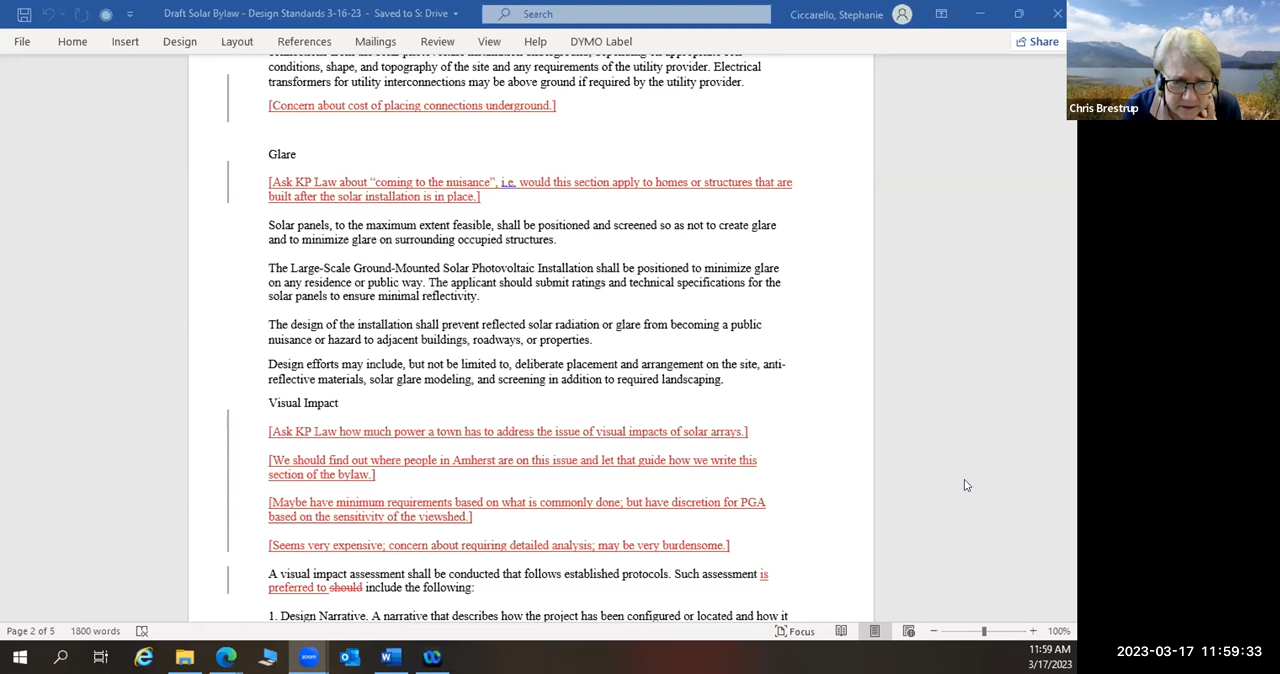 Draft Solar Bylaw - Design Standards 3-16-23 - Saved to S: Drive
Search
Ciccarello, Stephanie
File Home Insert Design Layout References Mailings Review View Help DYMO Label Share
conditions, shape, and topography of the site and any requirements of the utility provider. Electrical
transformers for utility interconnections may be above ground if required by the utility provider.
[Concern about cost of placing connections underground.]
Glare
[Ask KP Law about “coming to the nuisance”, i.e. would this section apply to homes or structures that are
built after the solar installation is in place.]
Solar panels, to the maximum extent feasible, shall be positioned and screened so as not to create glare
and to minimize glare on surrounding occupied structures.
The Large-Scale Ground-Mounted Solar Photovoltaic Installation shall be positioned to minimize glare
on any residence or public way. The applicant should submit ratings and technical specifications for the
solar panels to ensure minimal reflectivity.
The design of the installation shall prevent reflected solar radiation or glare from becoming a public
nuisance or hazard to adjacent buildings, roadways, or properties.
Design efforts may include, but not be limited to, deliberate placement and arrangement on the site, anti-
reflective materials, solar glare modeling, and screening in addition to required landscaping.
Visual Impact
[Ask KP Law how much power a town has to address the issue of visual impacts of solar arrays.]
[We should find out where people in Amherst are on this issue and let that guide how we write this
section of the bylaw.]
[Maybe have minimum requirements based on what is commonly done; but have discretion for PGA
based on the sensitivity of the viewshed.]
[Seems very expensive; concern about requiring detailed analysis; may be very burdensome.]
A visual impact assessment shall be conducted that follows established protocols. Such assessment is
preferred to should include the following:
1. Design Narrative. A narrative that describes how the project has been configured or located and how it
Page 2 of 5 1800 words Focus 100%
zoom
11:59 AM
3/17/2023
Chris Brestrup
2023-03-17 11:59:33